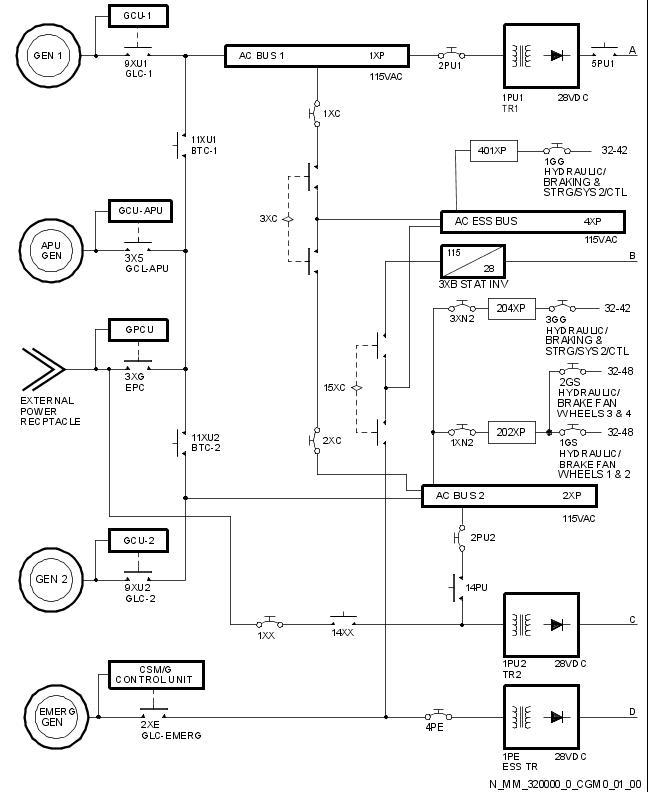 GCU-1
GEN 1
9XU1
GLC-1
AC BUS 1 1XP
115VAC
2PU1
1PU1 28VDC
TR1
5PU1
A
11XU1
BTC-1
1XC
401XP
1GG
32-42
HYDRAULIC/
BRAKING &
STRG/SYS2/CTL
GCU-APU
APU
GEN
3X5
GCL-APU
3XC
AC ESS BUS 4XP
115VAC
115
28
3XB STAT INV
B
3XN2
204XP
3GG
32-42
HYDRAULIC/
BRAKING &
STRG/SYS2/CTL
GPCU
3XG
EPC
EXTERNAL
POWER
RECPTACLE
15XC
2GS
32-48
HYDRAULIC/
BRAKE FAN
WHEELS 3 & 4
11XU2
BTC-2
2XC
1XN2
202XP
1GS
32-48
HYDRAULIC/
BRAKE FAN
WHEELS 1 & 2
AC BUS 2 2XP
115VAC
GCU-2
GEN 2
9XU2
GLC-2
2PU2
14PU
1XX
14XX
1PU2 28VDC
TR2
C
CSM/G
CONTROL UNIT
EMERG
GEN
2XE
GLC-EMERG
4PE
1PE 28VDC
ESS TR
D
N_MM_320000_0_CGM0_01_00